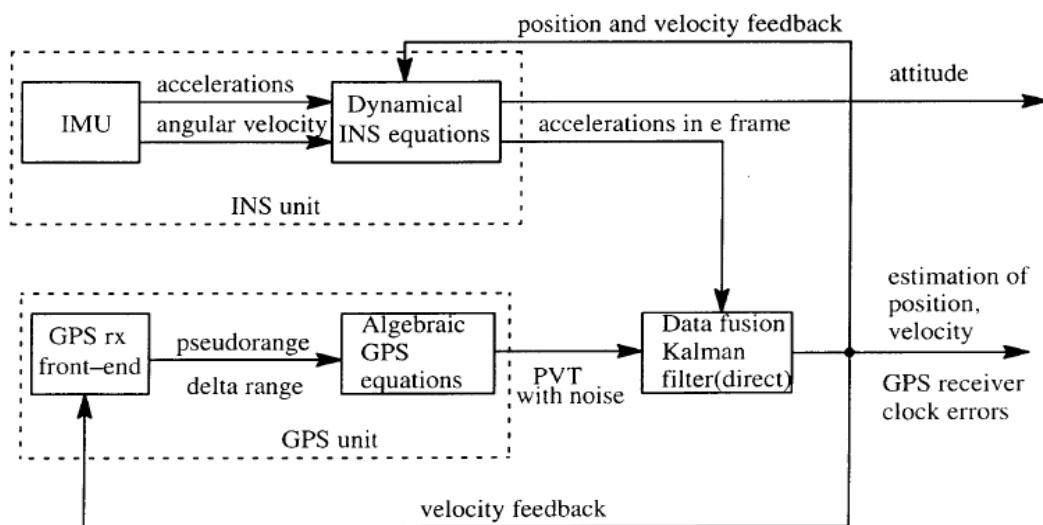 position and velocity feedback
attitude
accelerations
IMU
angular velocity
Dynamical
INS equations
accelerations in e frame
INS unit
estimation of
position,
velocity
GPS rx
front–end
pseudorange
delta range
Algebraic
GPS
equations
PVT
with noise
Data fusion
Kalman
filter(direct)
GPS receiver
clock errors
GPS unit
velocity feedback